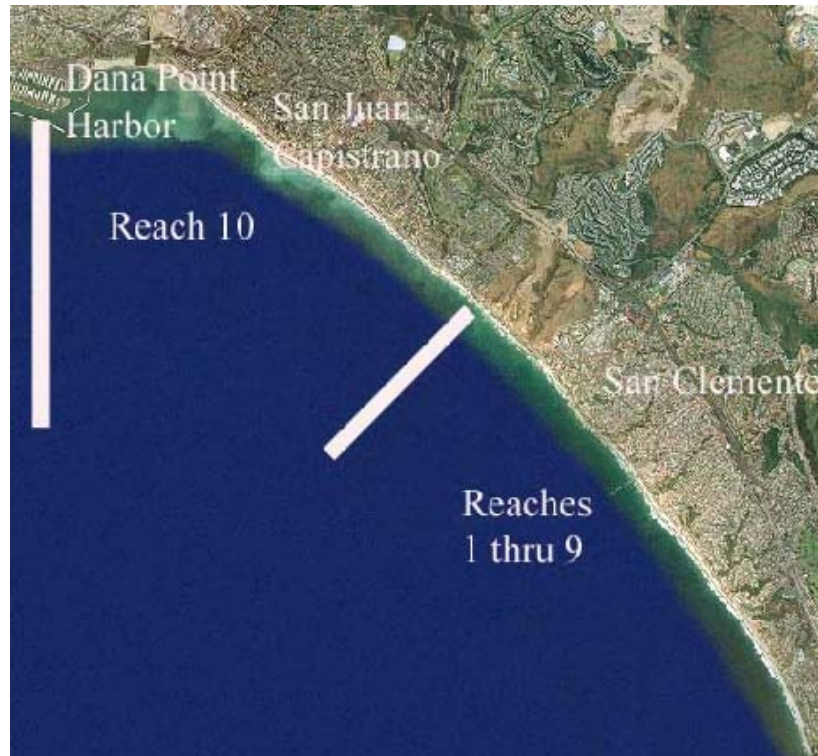 Dana Point
Harbor
San Juan
Capistrano
Reach 10
San Clemente
Reaches
1 thru 9